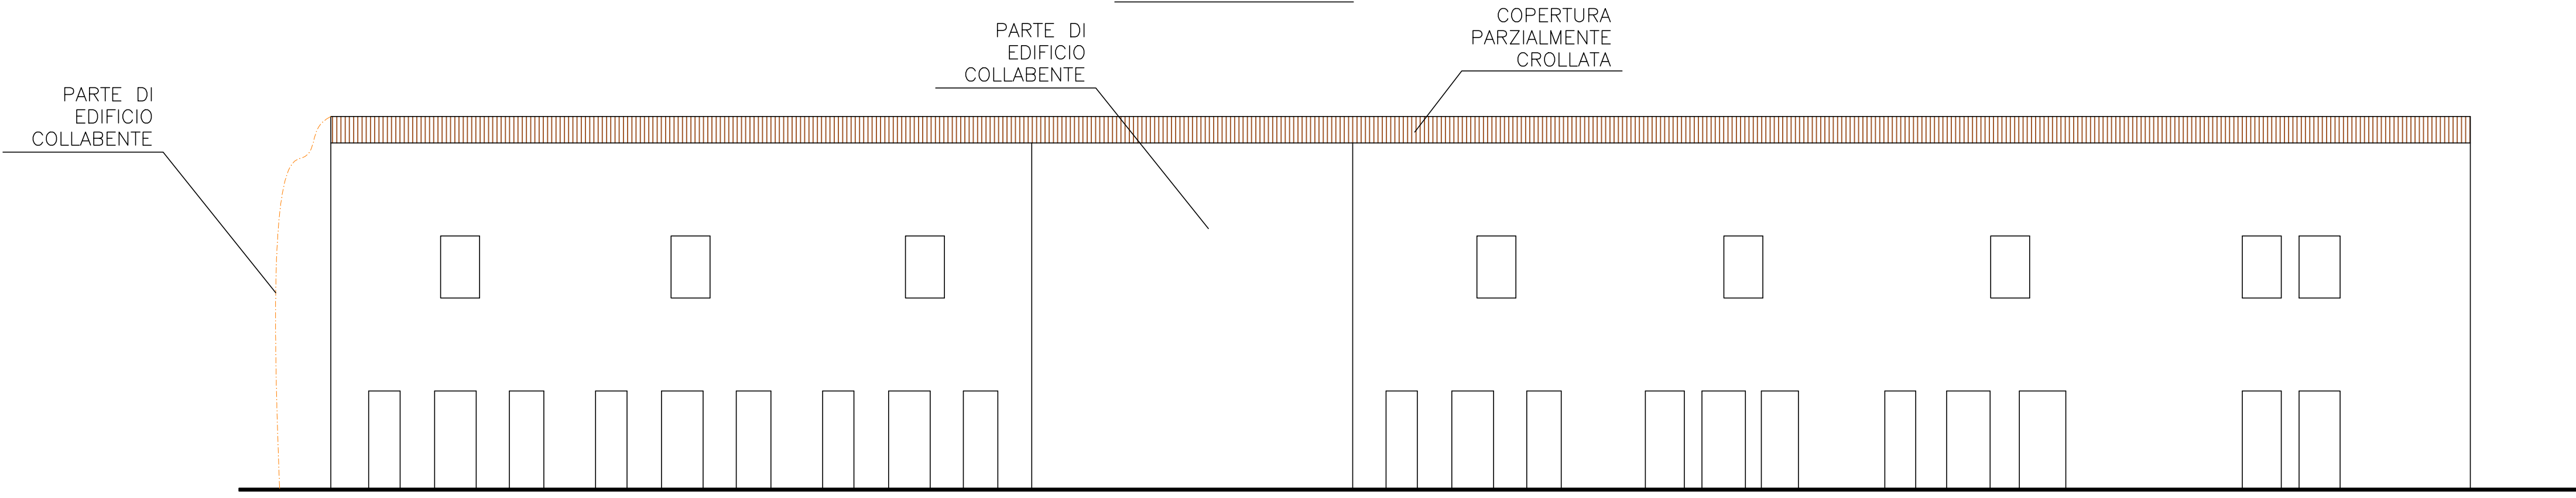 PARTE DI
EDIFICIO
COLLABENTE
PARTE DI
EDIFICIO
COLLABENTE
COPERTURA
PARZIALMENTE
CROLLATA